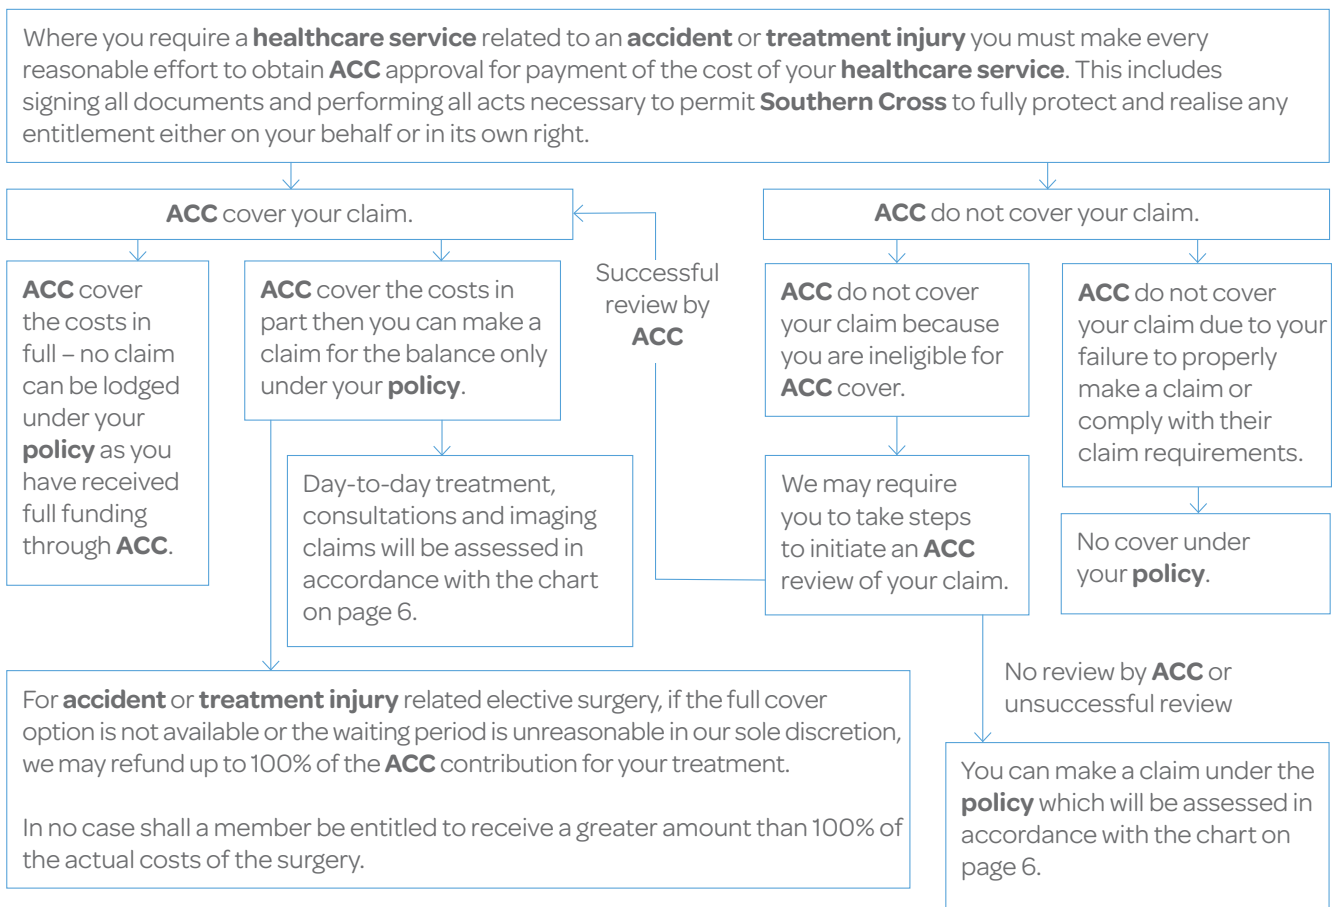 Where you require a healthcare service related to an accident or treatment injury you must make every
reasonable effort to obtain ACC approval for payment of the cost of your healthcare service. This includes
signing all documents and performing all acts necessary to permit Southern Cross to fully protect and realise any
entitlement either on your behalf or in its own right.
ACC cover your claim.
ACC do not cover your claim.
ACC cover
the costs in
full – no claim
can be lodged
under your
policy as you
have received
full funding
through ACC.
ACC cover the costs in
part then you can make a
claim for the balance only
under your policy.
Successful
review by
ACC
ACC do not cover
your claim because
you are ineligible for
ACC cover.
ACC do not cover
your claim due to your
failure to properly
make a claim or
comply with their
claim requirements.
Day-to-day treatment,
consultations and imaging
claims will be assessed in
accordance with the chart
on page 6.
We may require
you to take steps
to initiate an ACC
review of your claim.
No cover under
your policy.
For accident or treatment injury related elective surgery, if the full cover
option is not available or the waiting period is unreasonable in our sole discretion,
we may refund up to 100% of the ACC contribution for your treatment.
In no case shall a member be entitled to receive a greater amount than 100% of
the actual costs of the surgery.
No review by ACC or
unsuccessful review
You can make a claim under the
policy which will be assessed in
accordance with the chart on
page 6.